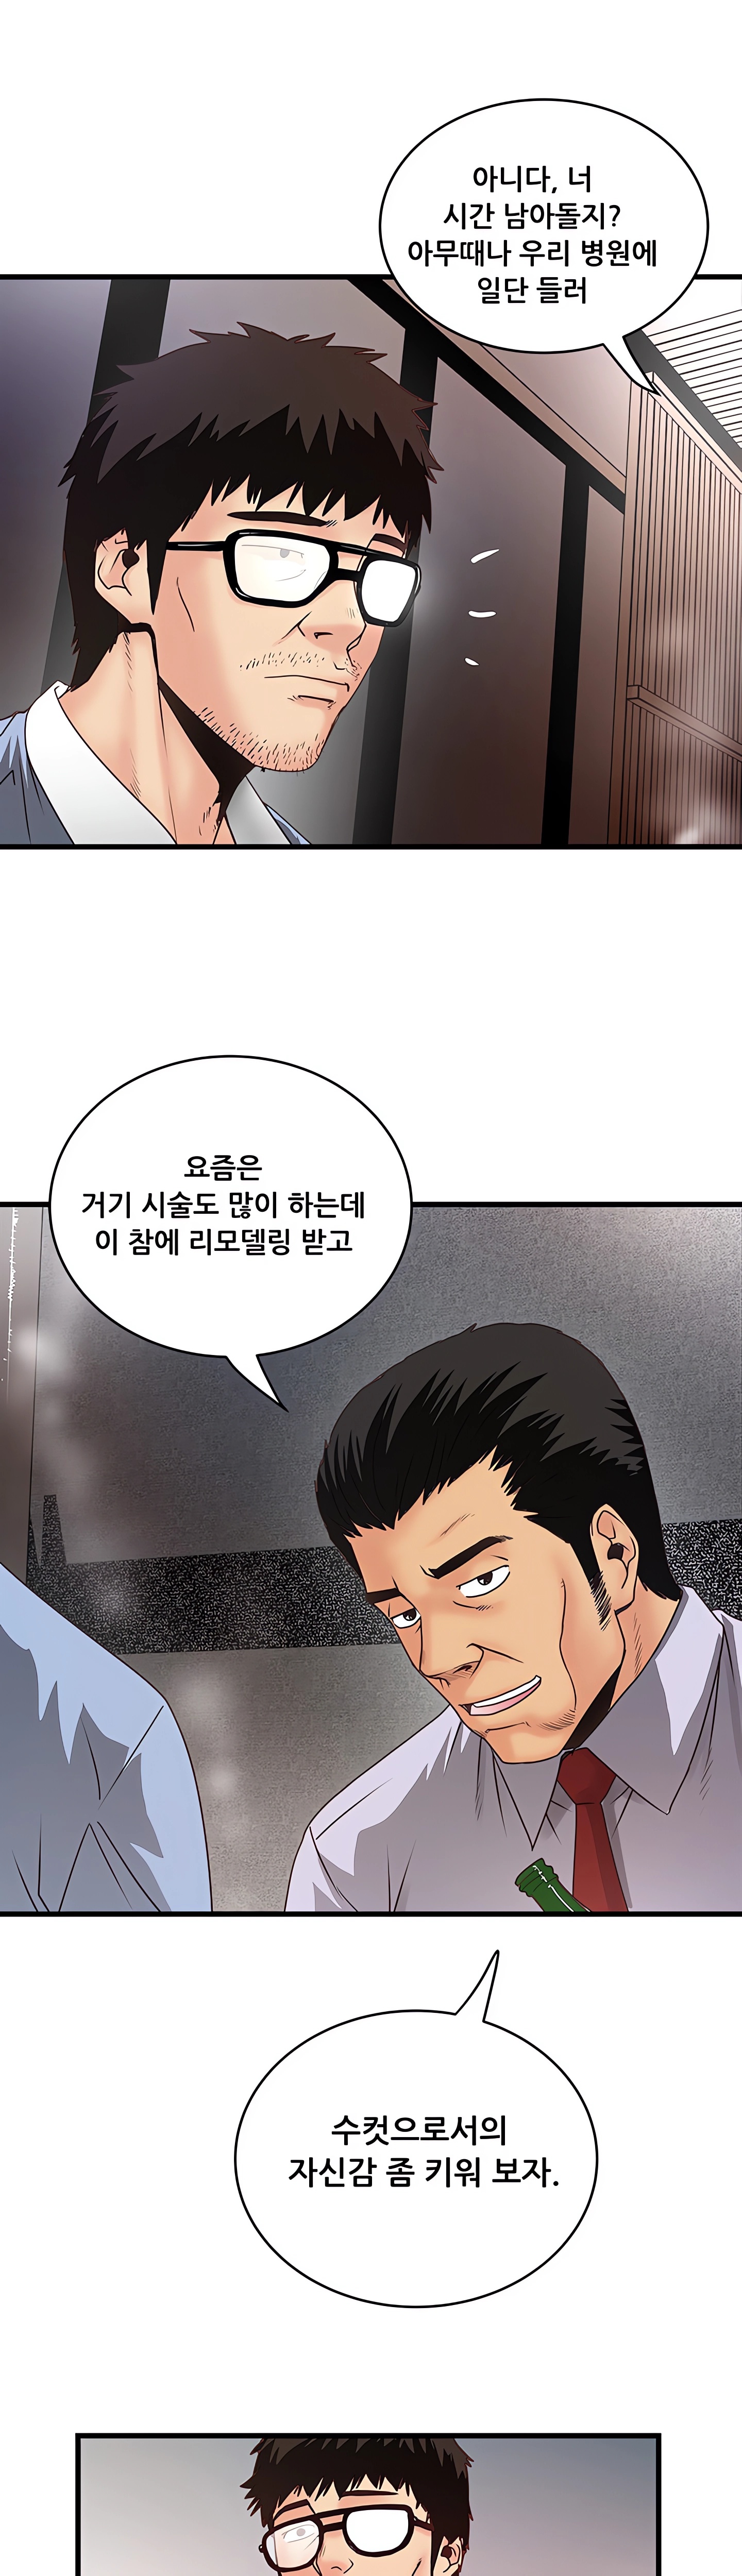 아니다, 너
시간 남아돌지?
아무때나 우리 병원에
일단 들러
요즘은
거기 시술도 많이 하는데
이 참에 리모델링 받고
수컷으로서의
자신감 좀 키워 보자.